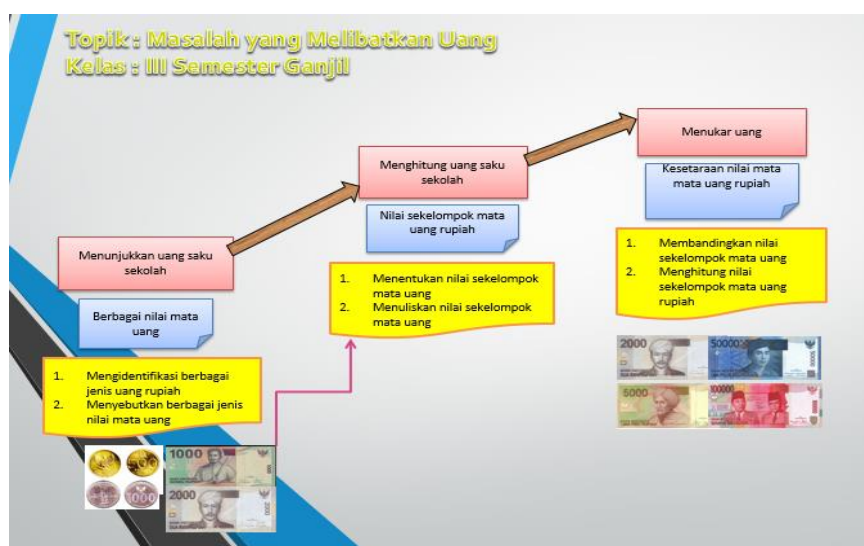 Topik : Masalah yang Melibatkan Uang
Kelas : III Semester Ganjil
Menunjukkan uang saku
sekolah
Berbagai nilai mata
uang
1. Mengidentifikasi berbagai
jenis uang rupiah
2. Menyebutkan berbagai jenis
nilai mata uang
1000
1000
2000
2000
Menghitung uang saku
sekolah
Nilai sekelompok mata
uang rupiah
1. Menentukan nilai sekelompok
mata uang
2. Menuliskan nilai sekelompok
mata uang
Menukar uang
Kesetaraan nilai mata
mata uang rupiah
1. Membandingkan nilai
sekelompok mata uang
2. Menghitung nilai
sekelompok mata uang
rupiah
2000
50000
5000
100000